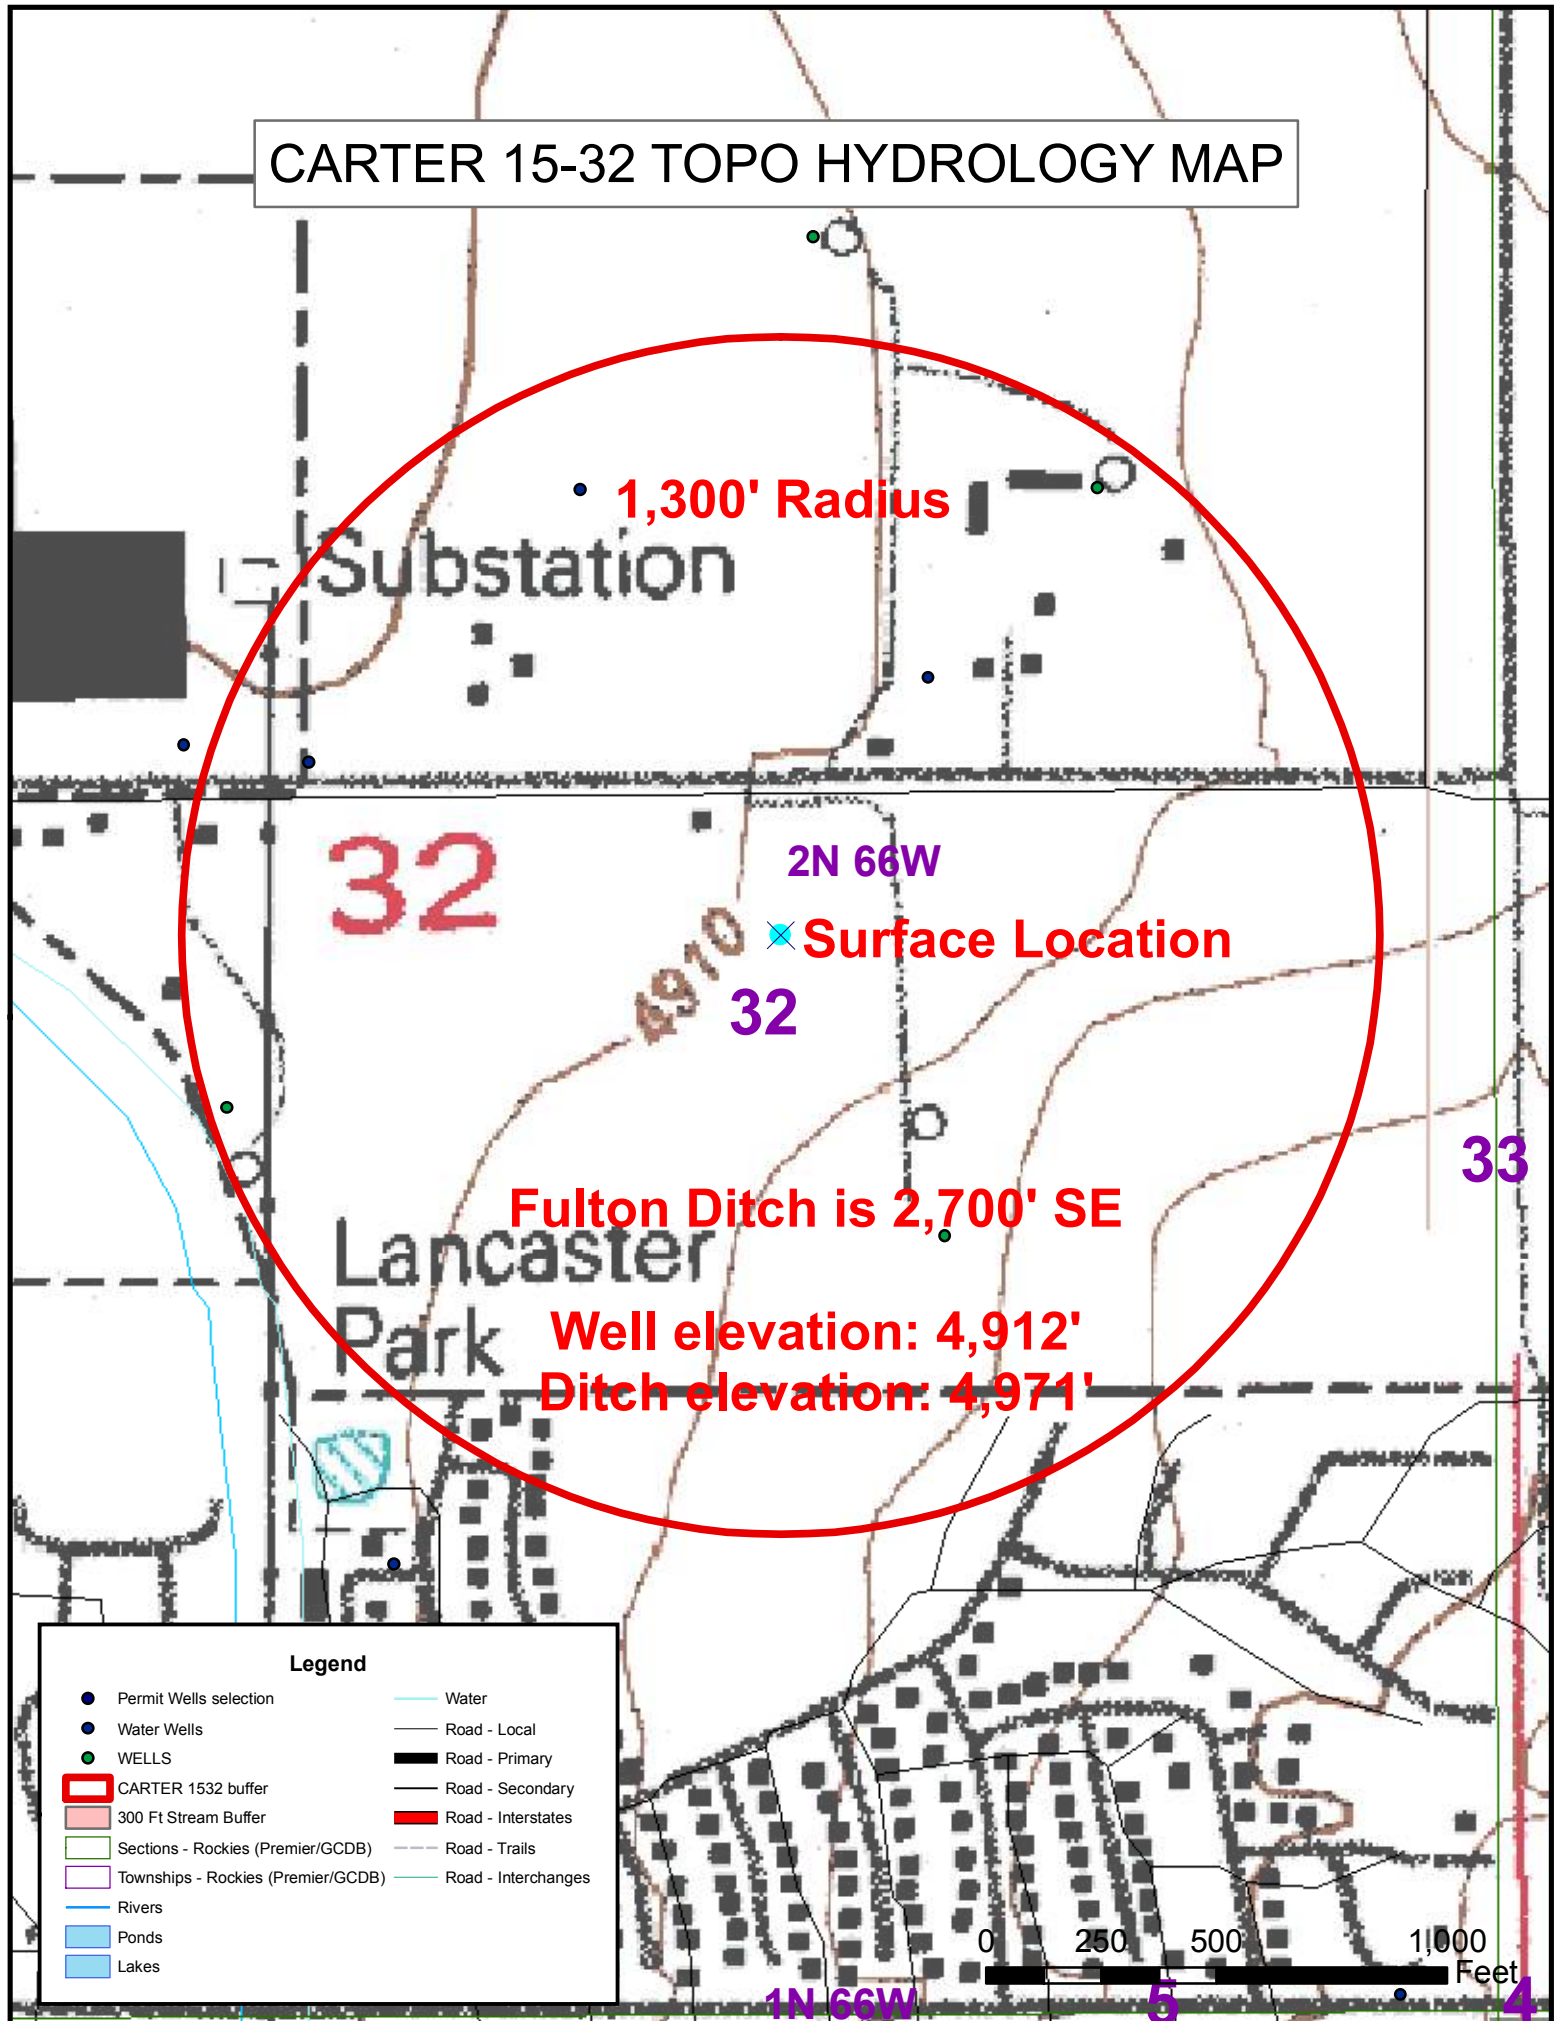 CARTER 15-32 TOPO HYDROLOGY MAP
1,300' Radius
Substation
32
2N 66W
4910
Surface Location
32
33
Fulton Ditch is 2,700' SE
Lancaster
Park
Well elevation: 4,912'
Ditch elevation: 4,971'
Legend
Permit Wells selection
Water Wells
WELLS
CARTER 1532 buffer
300 Ft Stream Buffer
Sections - Rockies (Premier/GCDB)
Townships - Rockies (Premier/GCDB)
Rivers
Ponds
Lakes
Water
Road - Local
Road - Primary
Road - Secondary
Road - Interstates
Road - Trails
Road - Interchanges
0 250 500 1,000
Feet
1N 66W
5
4